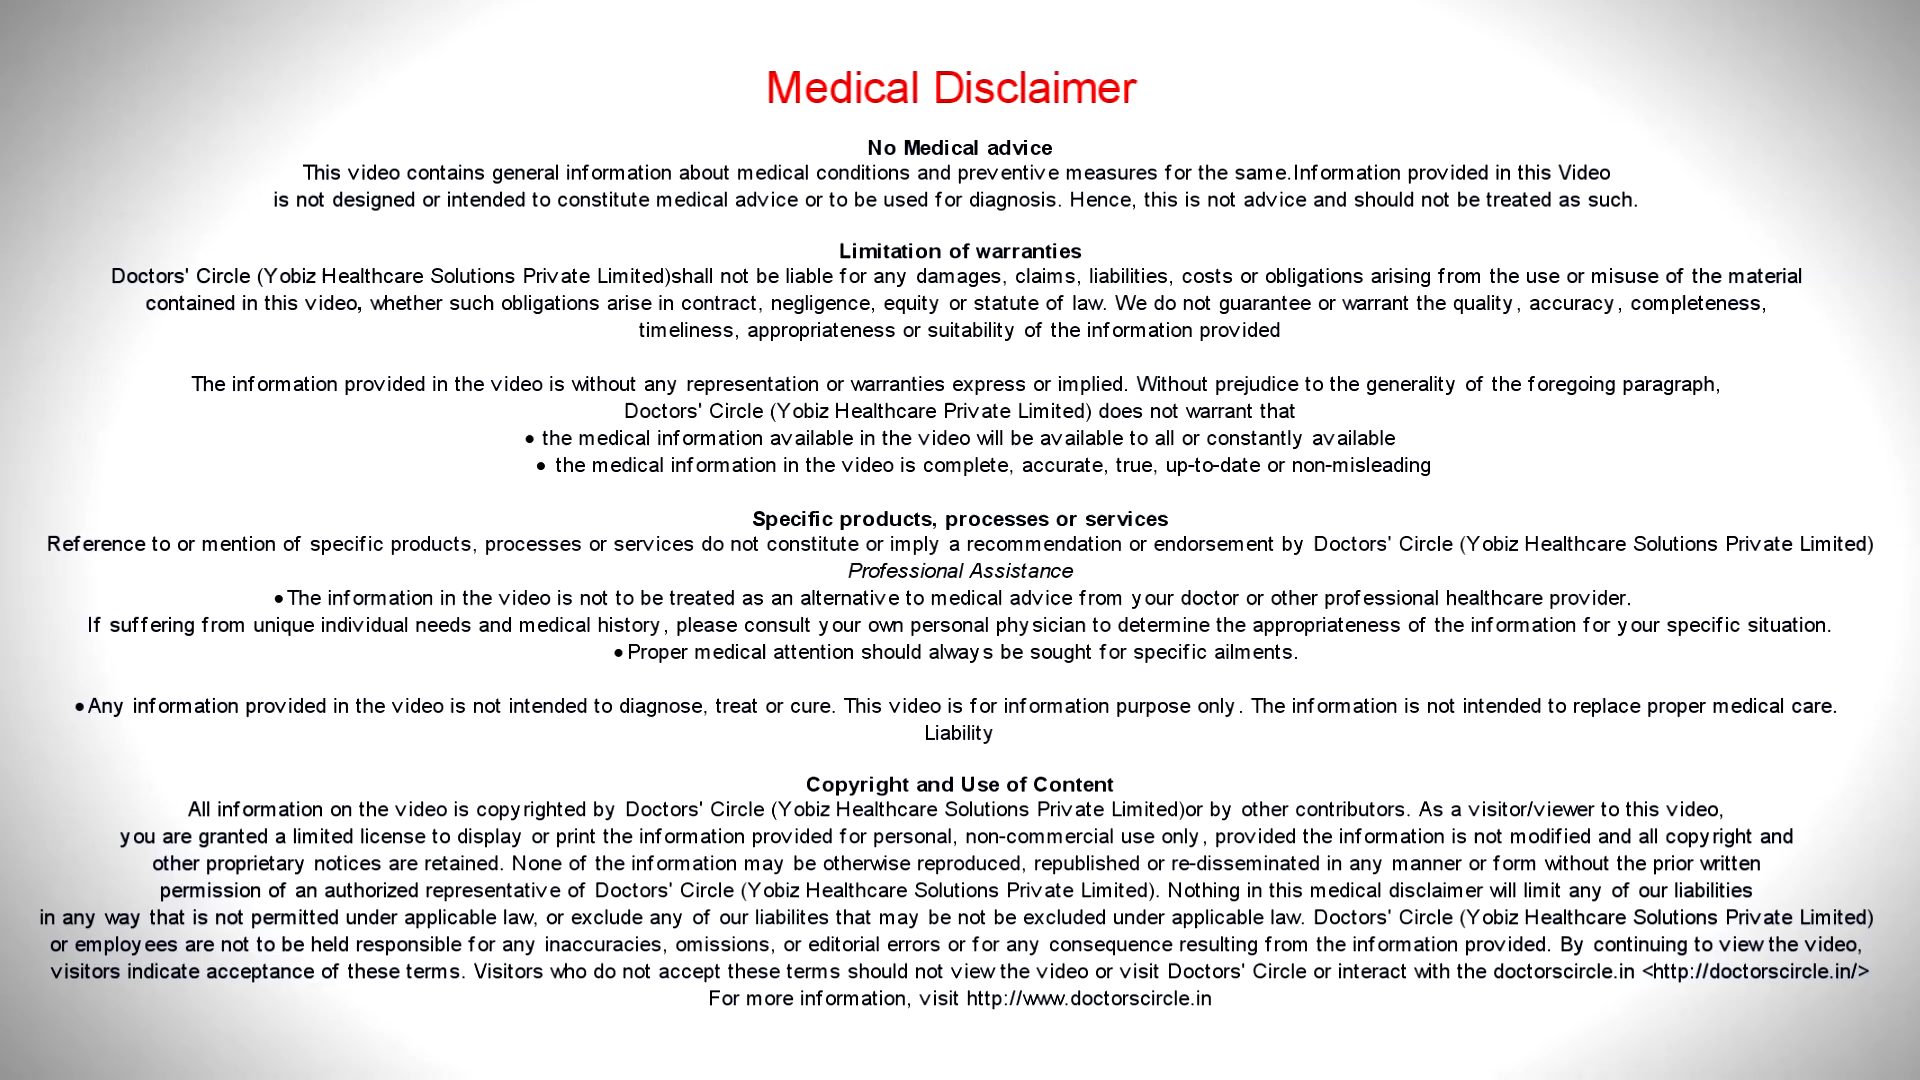 Medical Disclaimer
No Medical advice
This video contains general information about medical conditions and preventive measures for the same.Information provided in this Video
is not designed or intended to constitute medical advice or to be used for diagnosis. Hence, this is not advice and should not be treated as such.
Limitation of warranties
Doctors' Circle (Yobiz Healthcare Solutions Private Limited)shall not be liable for any damages, claims, liabilities, costs or obligations arising from the use or misuse of the material
contained in this video, whether such obligations arise in contract, negligence, equity or statute of law. We do not guarantee or warrant the quality, accuracy, completeness,
timeliness, appropriateness or suitability of the information provided
The information provided in the video is without any representation or warranties express or implied. Without prejudice to the generality of the foregoing paragraph,
Doctors' Circle (Yobiz Healthcare Private Limited) does not warrant that
• the medical information available in the video will be available to all or constantly available
• the medical information in the video is complete, accurate, true, up-to-date or non-misleading
Specific products, processes or services
Reference to or mention of specific products, processes or services do not constitute or imply a recommendation or endorsement by Doctors' Circle (Yobiz Healthcare Solutions Private Limited)
Professional Assistance
•The information in the video is not to be treated as an alternative to medical advice from your doctor or other professional healthcare provider.
If suffering from unique individual needs and medical history, please consult your own personal physician to determine the appropriateness of the information for your specific situation.
•Proper medical attention should always be sought for specific ailments.
•Any information provided in the video is not intended to diagnose, treat or cure. This video is for information purpose only. The information is not intended to replace proper medical care.
Liability
Copyright and Use of Content
All information on the video is copyrighted by Doctors' Circle (Yobiz Healthcare Solutions Private Limited)or by other contributors. As a visitor/viewer to this video,
you are granted a limited license to display or print the information provided for personal, non-commercial use only, provided the information is not modified and all copyright and
other proprietary notices are retained. None of the information may be otherwise reproduced, republished or re-disseminated in any manner or form without the prior written
permission of an authorized representative of Doctors' Circle (Yobiz Healthcare Solutions Private Limited). Nothing in this medical disclaimer will limit any of our liabilities
in any way that is not permitted under applicable law, or exclude any of our liabilites that may be not be excluded under applicable law. Doctors' Circle (Yobiz Healthcare Solutions Private Limited)
or employees are not to be held responsible for any inaccuracies, omissions, or editorial errors or for any consequence resulting from the information provided. By continuing to view the video,
visitors indicate acceptance of these terms. Visitors who do not accept these terms should not view the video or visit Doctors' Circle or interact with the doctorscircle.in <http://doctorscircle.in/>
For more information, visit http://www.doctorscircle.in